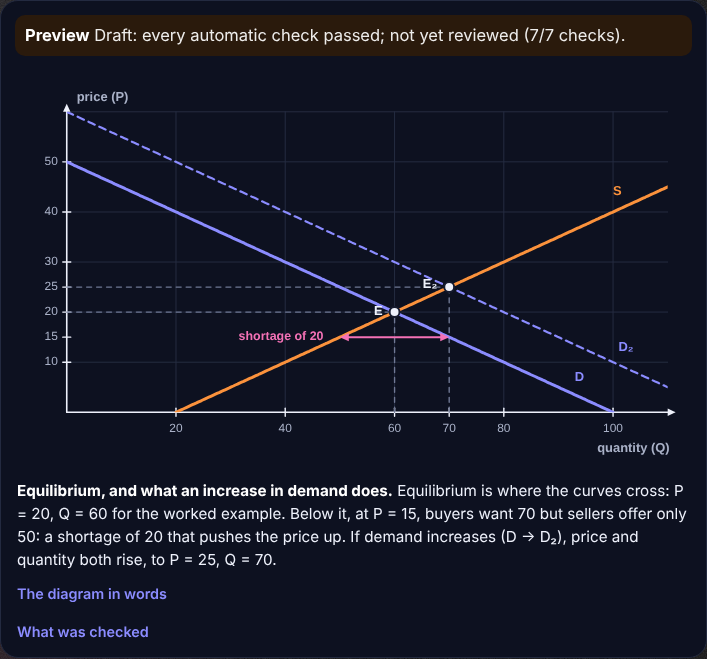 Preview Draft: every automatic check passed; not yet reviewed (7/7 checks).
price (P)
50
40
30
25
20
15
10
S
E₂
E
shortage of 20
D₂
D
20
40
60
70
80
100
quantity (Q)
Equilibrium, and what an increase in demand does. Equilibrium is where the curves cross: P
= 20, Q = 60 for the worked example. Below it, at P = 15, buyers want 70 but sellers offer only
50: a shortage of 20 that pushes the price up. If demand increases (D → D₂), price and
quantity both rise, to P = 25, Q = 70.
The diagram in words
What was checked